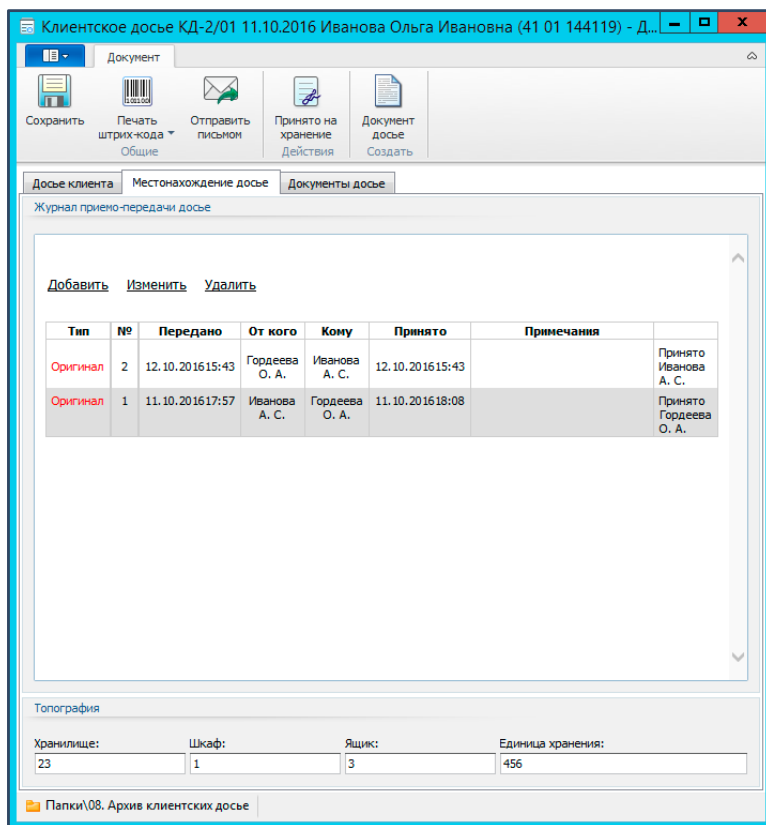 Клиентское досье КД-2/01 11.10.2016 Иванова Ольга Ивановна (41 01 144119) - Д...
Документ
Сохранить
Печать штрих-кода
Отправить письмом
Общие
Принято на хранение
Действия
Документ досье
Создать
Досье клиента Местонахождение досье Документы досье
Журнал приемо-передачи досье
Добавить Изменить Удалить
Тип № Передано От кого Кому Принято Примечания
Оригинал 2 12.10.201615:43 Гордеева О. А. Иванова А. С. 12.10.201615:43 Принято Иванова А. С.
Оригинал 1 11.10.201617:57 Иванова А. С. Гордеева О. А. 11.10.201618:08 Принято Гордеева О. А.
Топография
Хранилище: Шкаф: Ящик: Единица хранения:
23 1 3 456
Папки\08. Архив клиентских досье